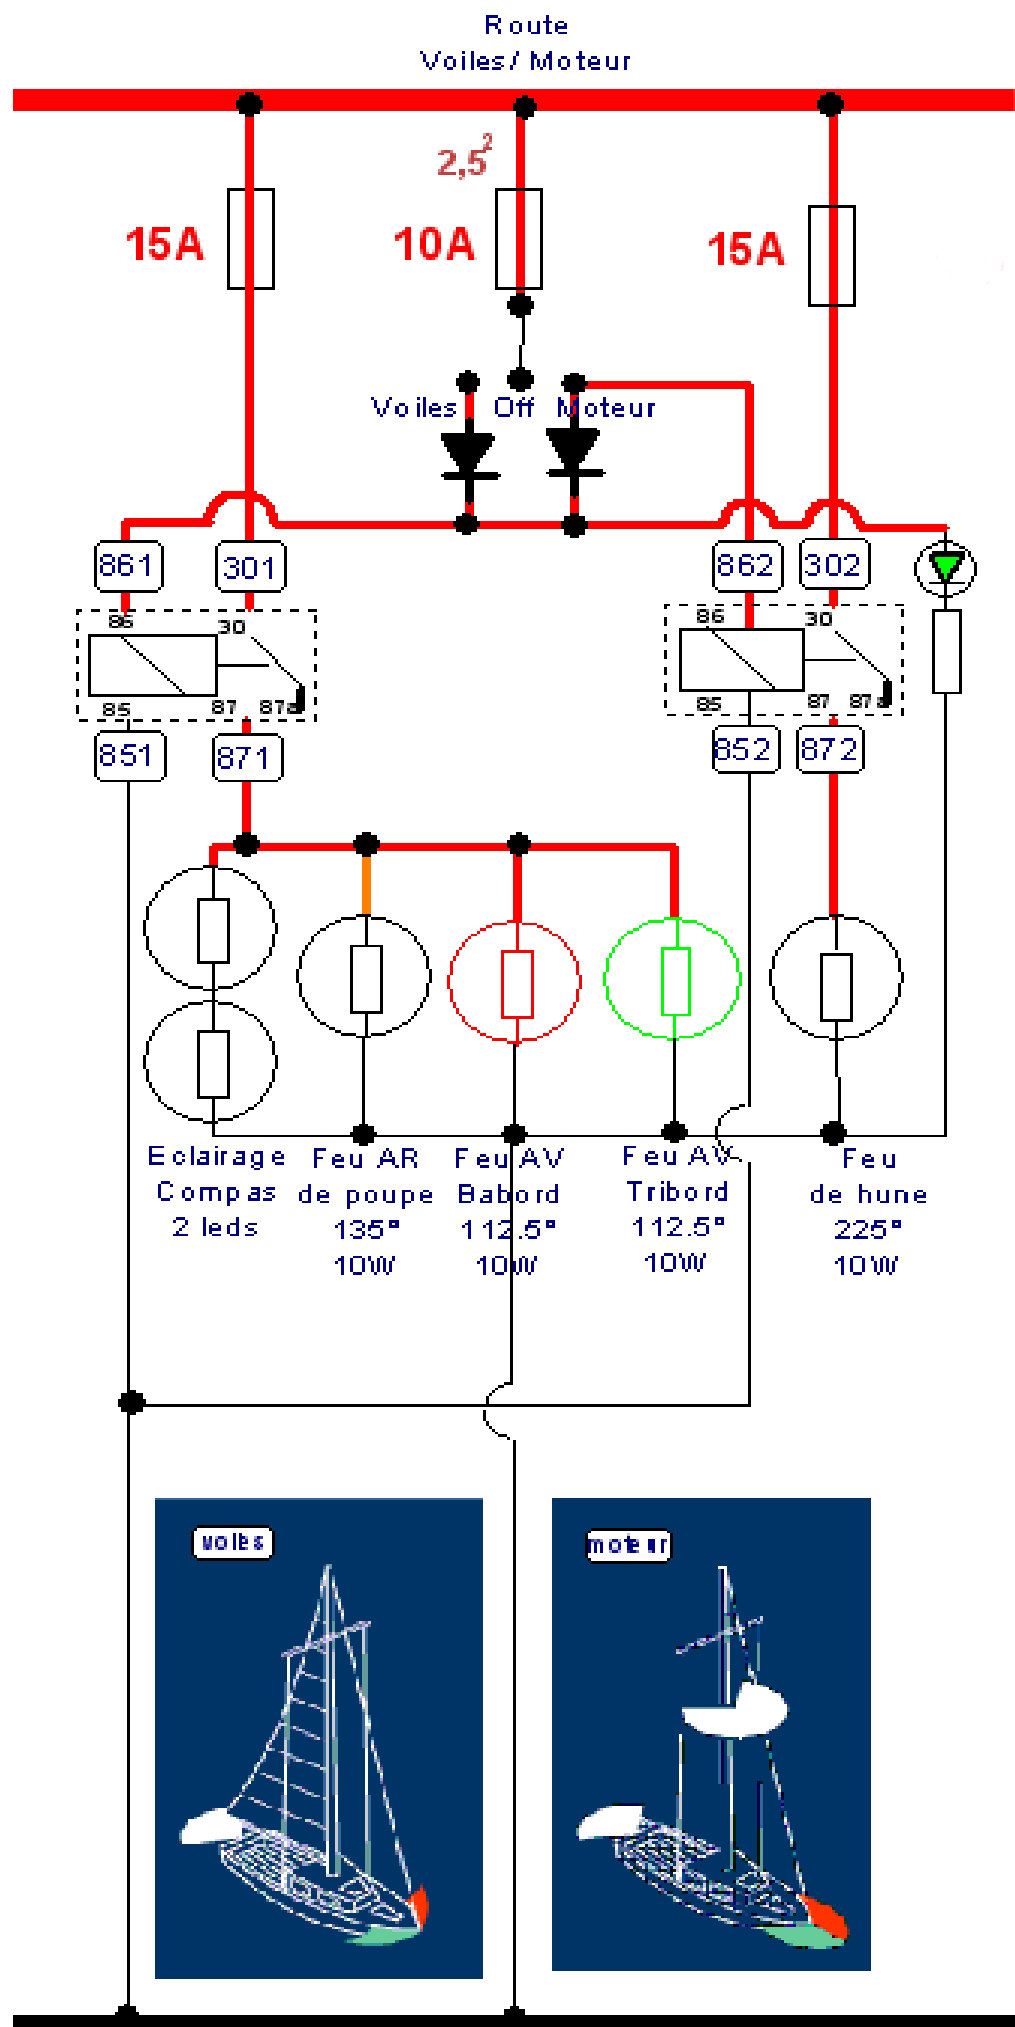 Route
Voiles/ Moteur
2,5²
15A
10A
15A
Voiles Off Moteur
861 301 862 302
86 30 86 30
85 87 87a 85 87 87a
851 871 852 872
Eclairage
Compas
2 leds
Feu AR
de poupe
135°
10W
Feu AV
Babord
112.5°
10W
Feu AV
Tribord
112.5°
10W
Feu
de hune
225°
10W
voiles
moteur